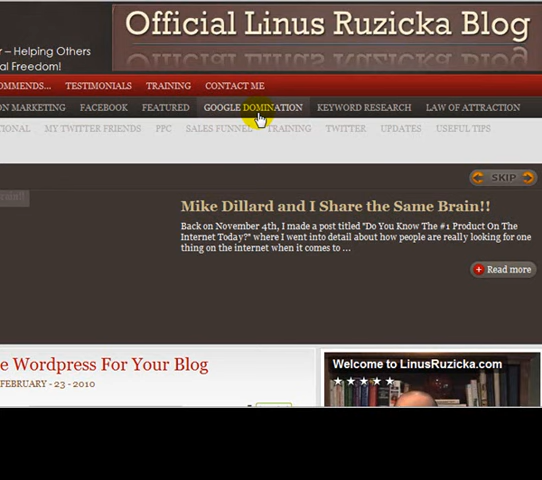 Official Linus Ruzicka Blog
– Helping Others
al Freedom!
OMMENDS... TESTIMONIALS TRAINING CONTACT ME
ON MARKETING FACEBOOK FEATURED GOOGLE DOMINATION KEYWORD RESEARCH LAW OF ATTRACTION
TIONAL MY TWITTER FRIENDS PPC SALES FUNNEL TRAINING TWITTER UPDATES USEFUL TIPS
SKIP
Mike Dillard and I Share the Same Brain!!
Back on November 4th, I made a post titled "Do You Know The #1 Product On The
Internet Today?" where I went into detail about how people are really looking for one
thing on the internet when it comes to ...
Read more
e Wordpress For Your Blog
FEBRUARY - 23 - 2010
Welcome to LinusRuzicka.com